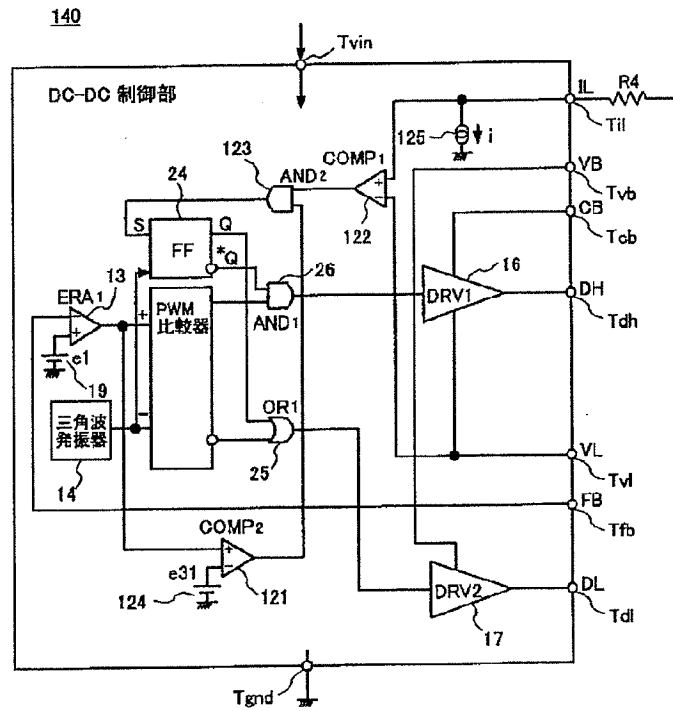 140
Tvin
DC-DC 制御部
IL
R4
Til
125
i
COMP1
+
122
123
AND2
VB
Tvb
CB
Tcb
24
S
FF
Q
*Q
26
AND1
16
DRV1
DH
Tdh
ERA1
13
-
+
e1
19
+
PWM
比較器
-
三角波
発振器
14
OR1
25
VL
Tvl
FB
Tfb
COMP2
+
-
e31
124
121
DRV2
17
DL
Tdl
Tgnd